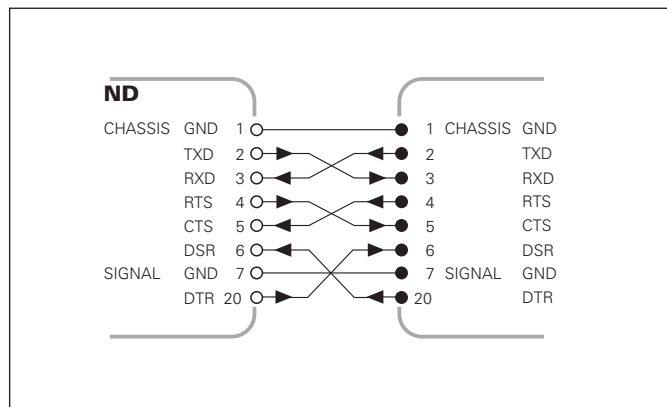 ND
CHASSIS GND 1 1 CHASSIS GND
TXD 2 2 TXD
RXD 3 3 RXD
RTS 4 4 RTS
CTS 5 5 CTS
DSR 6 6 DSR
SIGNAL GND 7 7 SIGNAL GND
DTR 20 20 DTR